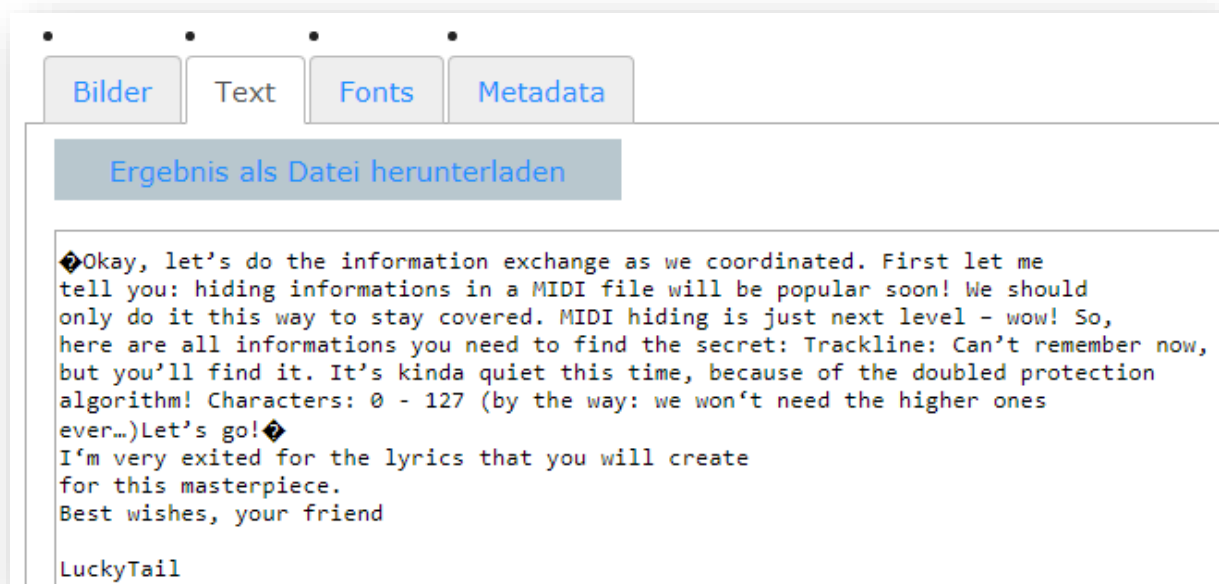 Bilder Text Fonts Metadata
Ergebnis als Datei herunterladen
�Okay, let’s do the information exchange as we coordinated. First let me
tell you: hiding informations in a MIDI file will be popular soon! We should
only do it this way to stay covered. MIDI hiding is just next level – wow! So,
here are all informations you need to find the secret: Trackline: Can’t remember now,
but you’ll find it. It’s kinda quiet this time, because of the doubled protection
algorithm! Characters: 0 - 127 (by the way: we won‘t need the higher ones
ever…)Let’s go!�
I‘m very exited for the lyrics that you will create
for this masterpiece.
Best wishes, your friend
LuckyTail